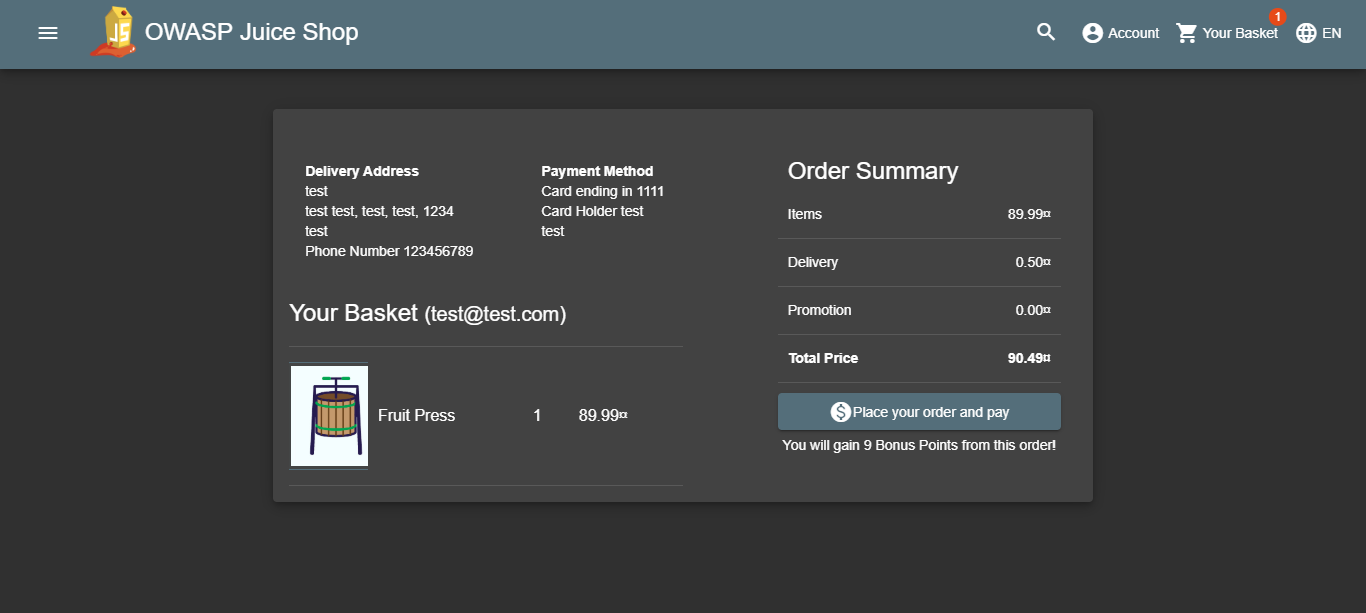 OWASP Juice Shop
Account
1
Your Basket
EN
Delivery Address
test
test test, test, test, 1234
test
Phone Number 123456789
Payment Method
Card ending in 1111
Card Holder test
test
Your Basket (test@test.com)
Fruit Press 1 89.99¤
Order Summary
Items 89.99¤
Delivery 0.50¤
Promotion 0.00¤
Total Price 90.49¤
Place your order and pay
You will gain 9 Bonus Points from this order!